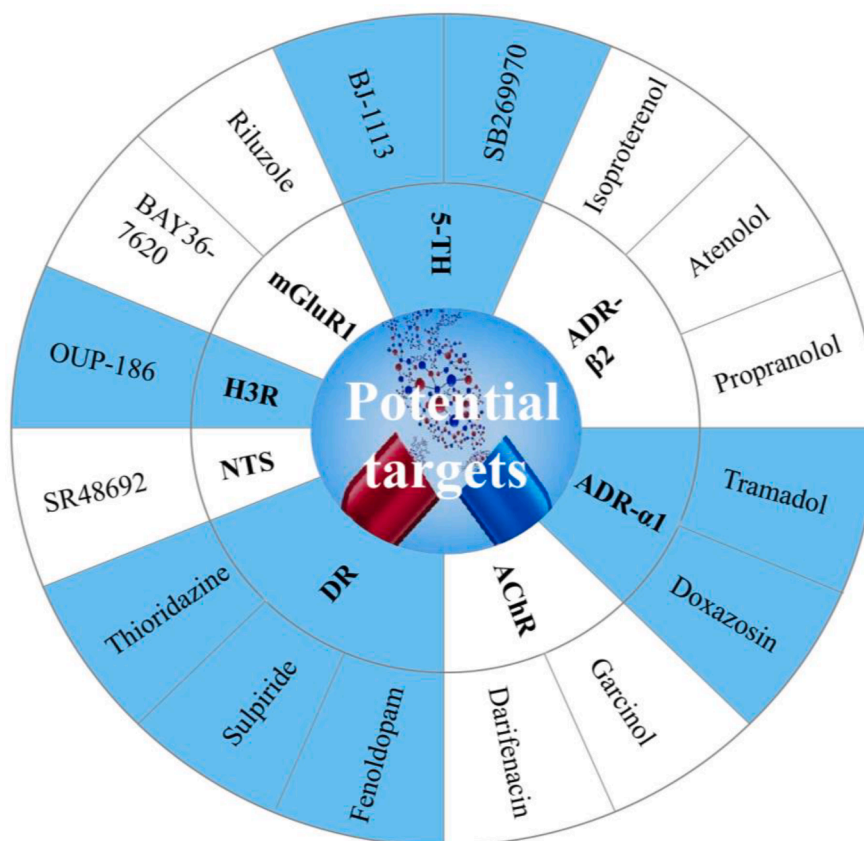 Potential
targets
5-TH
BJ-1113
SB269970
ADR-
β2
Isoproterenol
Atenolol
Propranolol
ADR-α1
Tramadol
Doxazosin
AChR
Garcinol
Darifenacin
DR
Fenoldopam
Sulpiride
Thioridazine
NTS
SR48692
H3R
OUP-186
mGluR1
BAY36-
7620
Riluzole